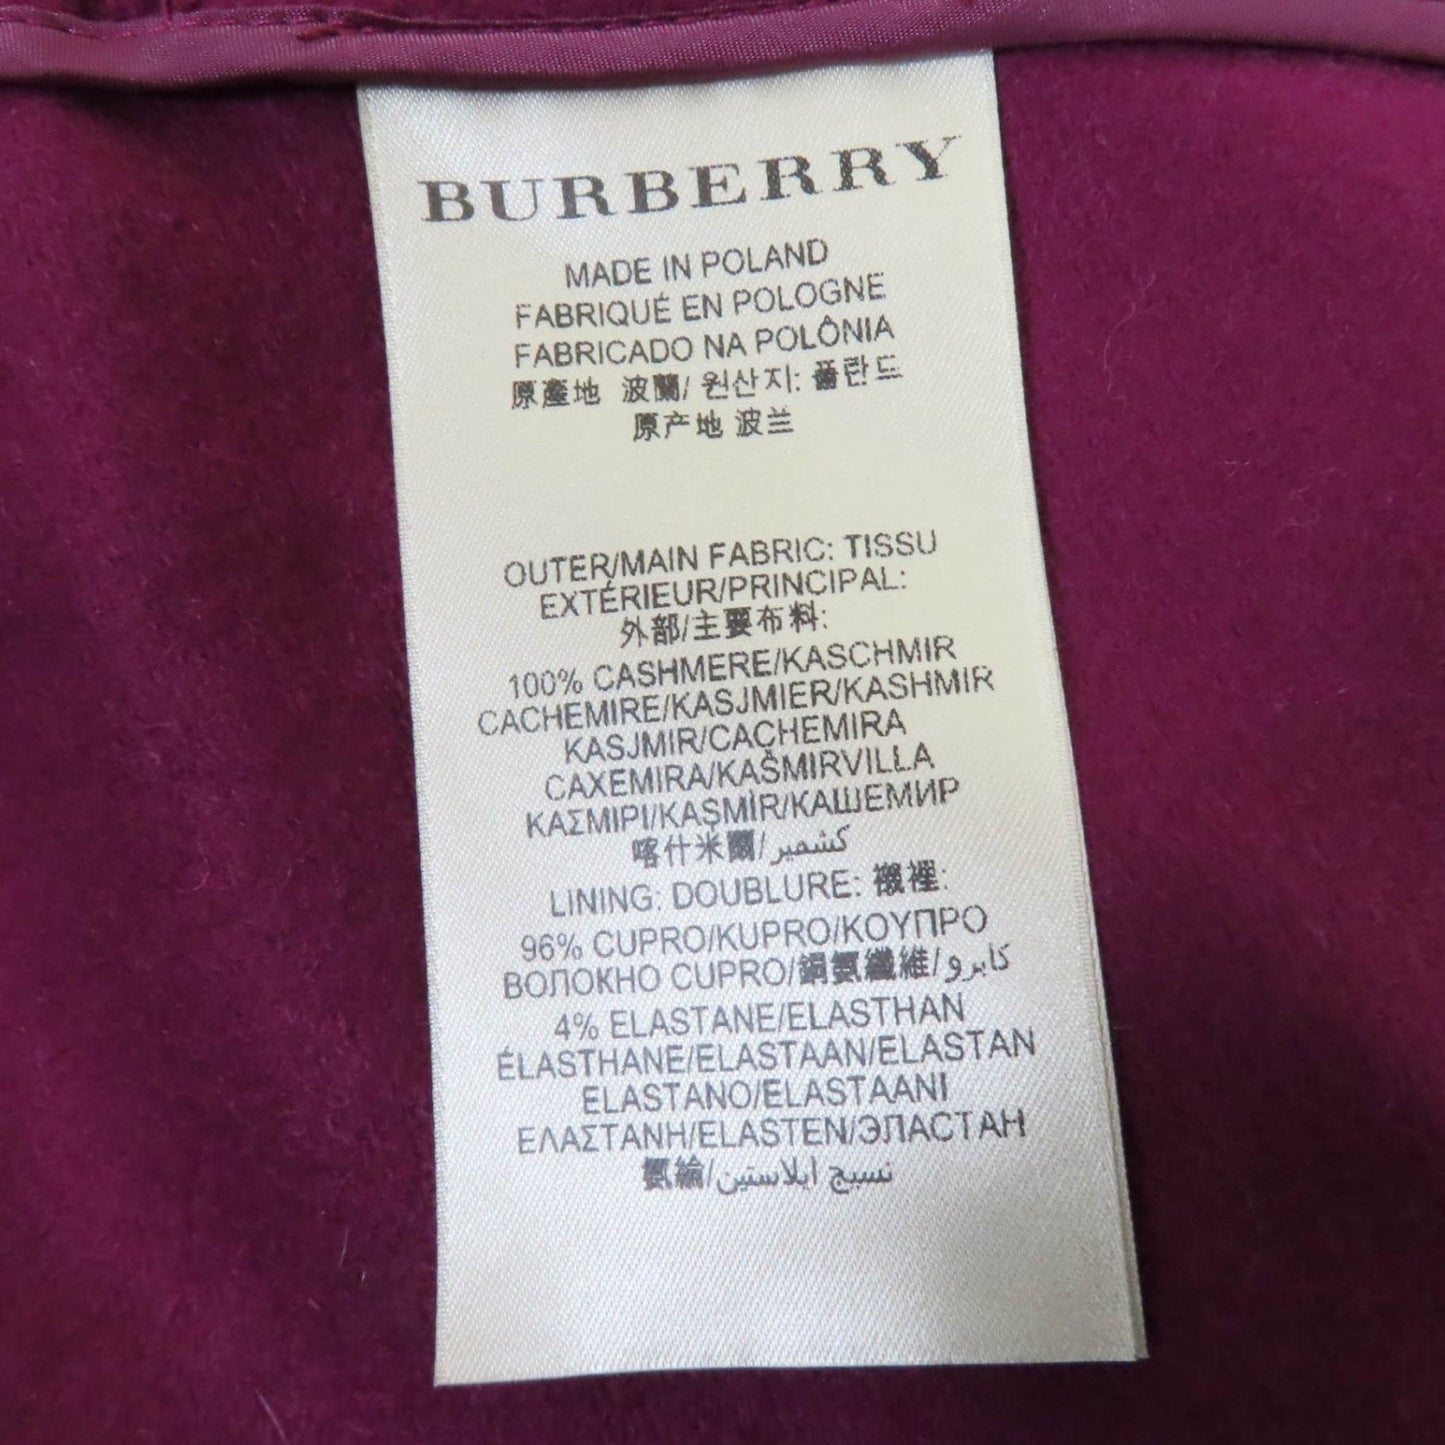 BURBERRY
MADE IN POLAND
FABRIQUÉ EN POLOGNE
FABRICADO NA POLÔNIA
原產地 波蘭/ 원산지: 폴란드
原产地 波兰
OUTER/MAIN FABRIC: TISSU
EXTÉRIEUR/PRINCIPAL:
外部/主要布料:
100% CASHMERE/KASCHMIR
CACHEMIRE/KASJMIER/KASHMIR
KASJMIR/CACHEMIRA
CAXEMIRA/KAŠMIRVILLA
ΚΑΣΜΙΡΙ/KAŞMİR/КАШЕМИР
喀什米爾/كشمير
LINING: DOUBLURE: 襯裡:
96% CUPRO/KUPRO/ΚΟΥΠΡΟ
ВОЛОКНО CUPRO/銅氨纖維/كابرو
4% ELASTANE/ELASTHAN
ÉLASTHANE/ELASTAAN/ELASTAN
ELASTANO/ELASTAANI
ΕΛΑΣΤΑΝΗ/ELASTEN/ЭЛАСТАН
氨綸/نسيج ايلاستين